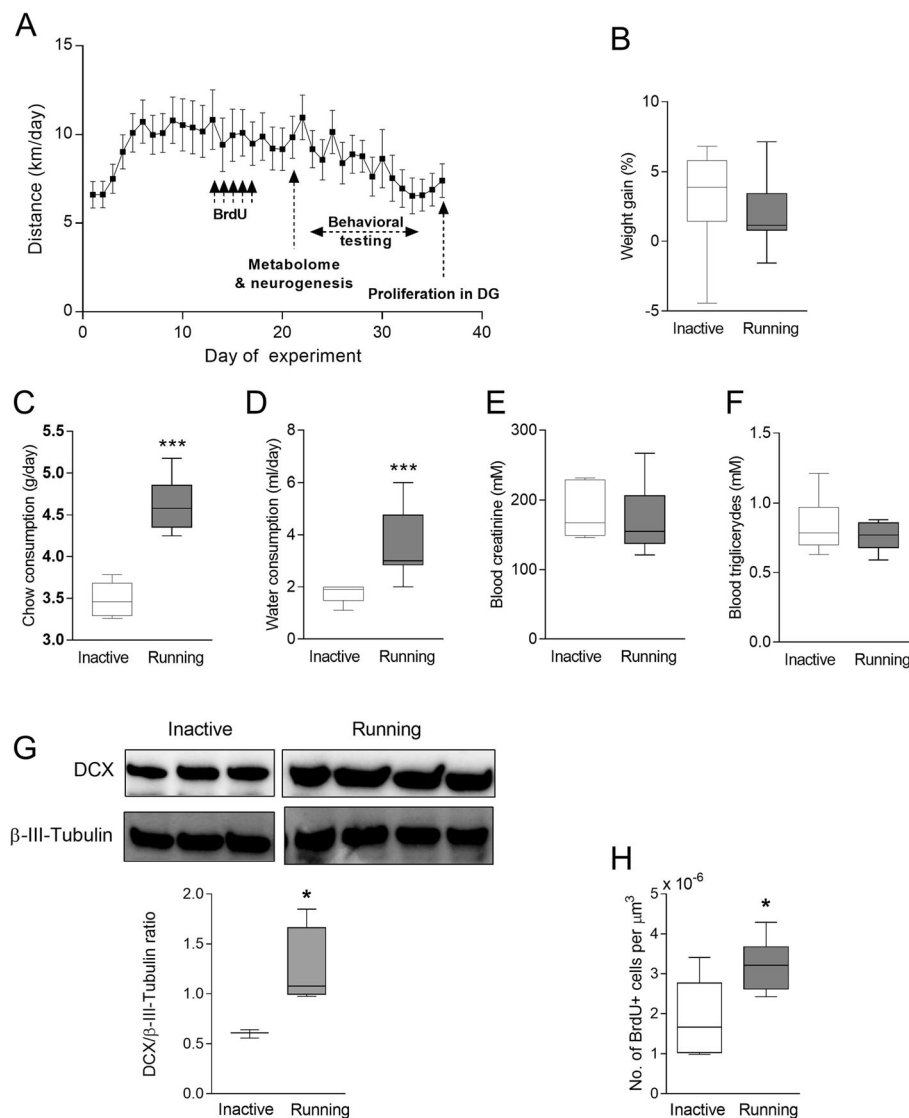 A
15
10
5
0
Distance (km/day)
BrdU
Behavioral
testing
Metabolome
& neurogenesis
Proliferation in DG
0 10 20 30 40
Day of experiment
B
10
5
0
-5
Weight gain (%)
Inactive Running
C
5.5
5.0
4.5
4.0
3.5
3.0
Chow consumption (g/day)
***
Inactive Running
D
8
6
4
2
0
Water consumption (ml/day)
***
Inactive Running
E
300
200
100
0
Blood creatinine (mM)
Inactive Running
F
1.5
1.0
0.5
0.0
Blood triglicerydes (mM)
Inactive Running
G
Inactive Running
DCX
β-III-Tubulin
2.0
1.5
1.0
0.5
0.0
DCX/β-III-Tubulin ratio
*
Inactive Running
H
x 10-6
5
4
3
2
1
0
No. of BrdU+ cells per μm3
*
Inactive Running